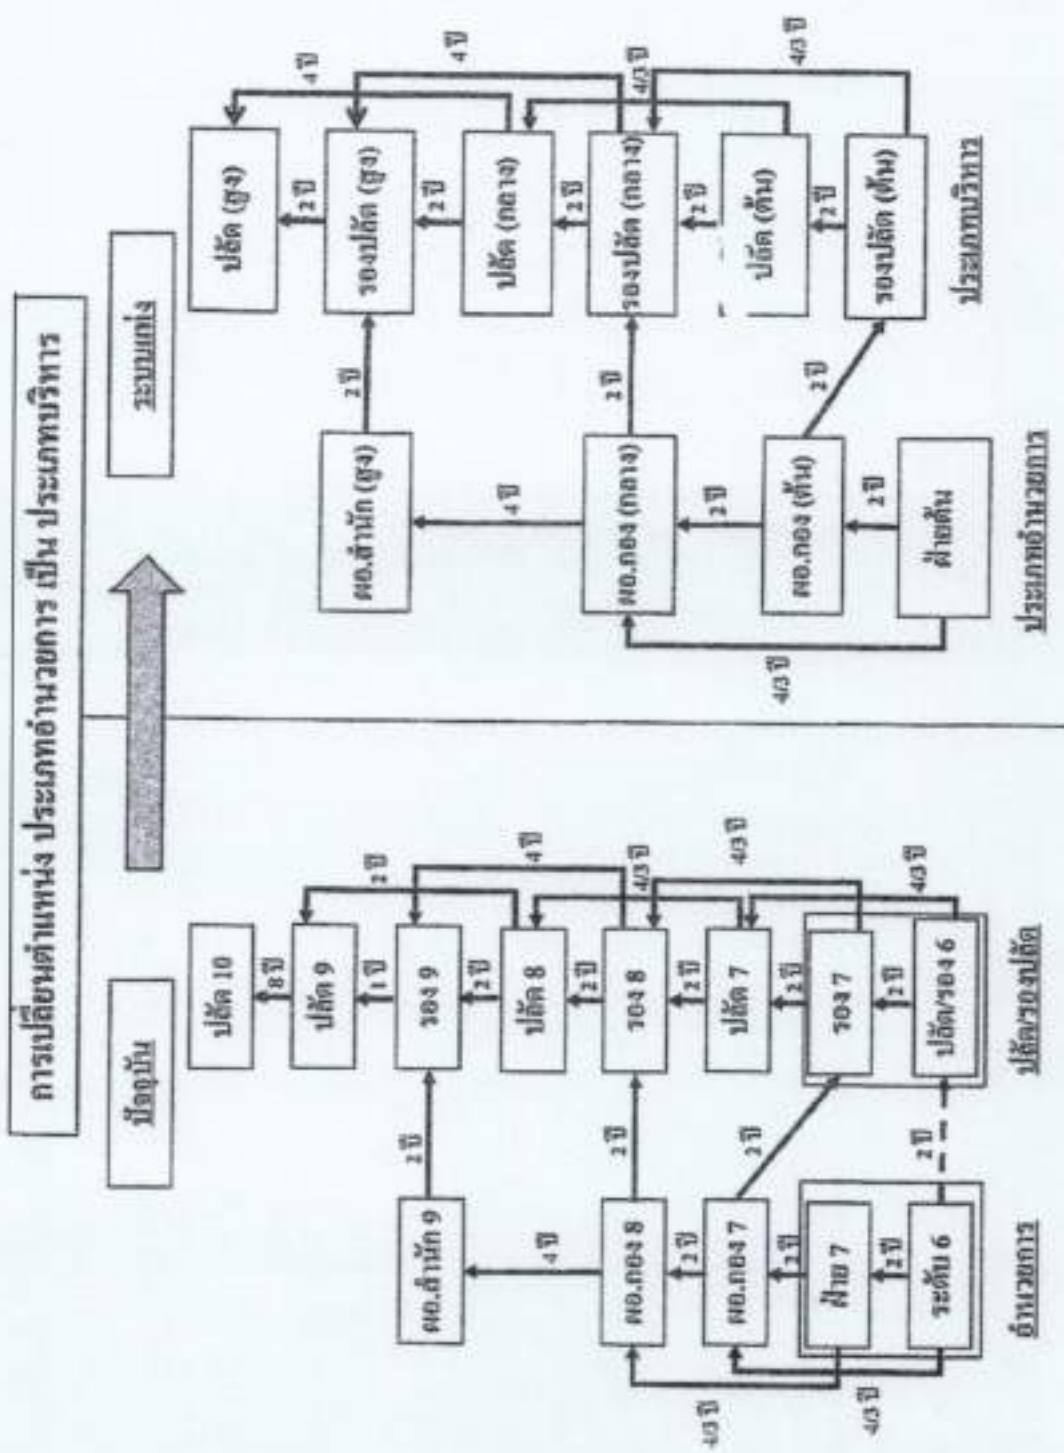 การเปลี่ยนตำแหน่ง ประเภทอำนวยการ เป็น ประเภทบริหาร
ปัจจุบัน
ระบบแท่ง
ปลัด 10
8 ปี
ปลัด 9
2 ปี
1 ปี
ผอ.สำนัก 9
2 ปี
รอง 9
4 ปี
2 ปี
ปลัด 8
4 ปี
4/3 ปี
2 ปี
ผอ.กอง 8
2 ปี
รอง 8
2 ปี
2 ปี
4/3 ปี
ผอ.กอง 7
2 ปี
ปลัด 7
4/3 ปี
2 ปี
2 ปี
4/3 ปี
ฝ่าย 7
รอง 7
2 ปี
2 ปี
4/3 ปี
ระดับ 6
2 ปี
ปลัด/รอง 6
อำนวยการ
ปลัด/รองปลัด
ปลัด (สูง)
4 ปี
2 ปี
ผอ.สำนัก (สูง)
2 ปี
รองปลัด (สูง)
4 ปี
2 ปี
4 ปี
ปลัด (กลาง)
2 ปี
4/3 ปี
ผอ.กอง (กลาง)
2 ปี
รองปลัด (กลาง)
2 ปี
2 ปี
4/3 ปี
ปลัด (ต้น)
4/3 ปี
ผอ.กอง (ต้น)
2 ปี
2 ปี
2 ปี
รองปลัด (ต้น)
ฝ่ายต้น
ประเภทอำนวยการ
ประเภทบริหาร